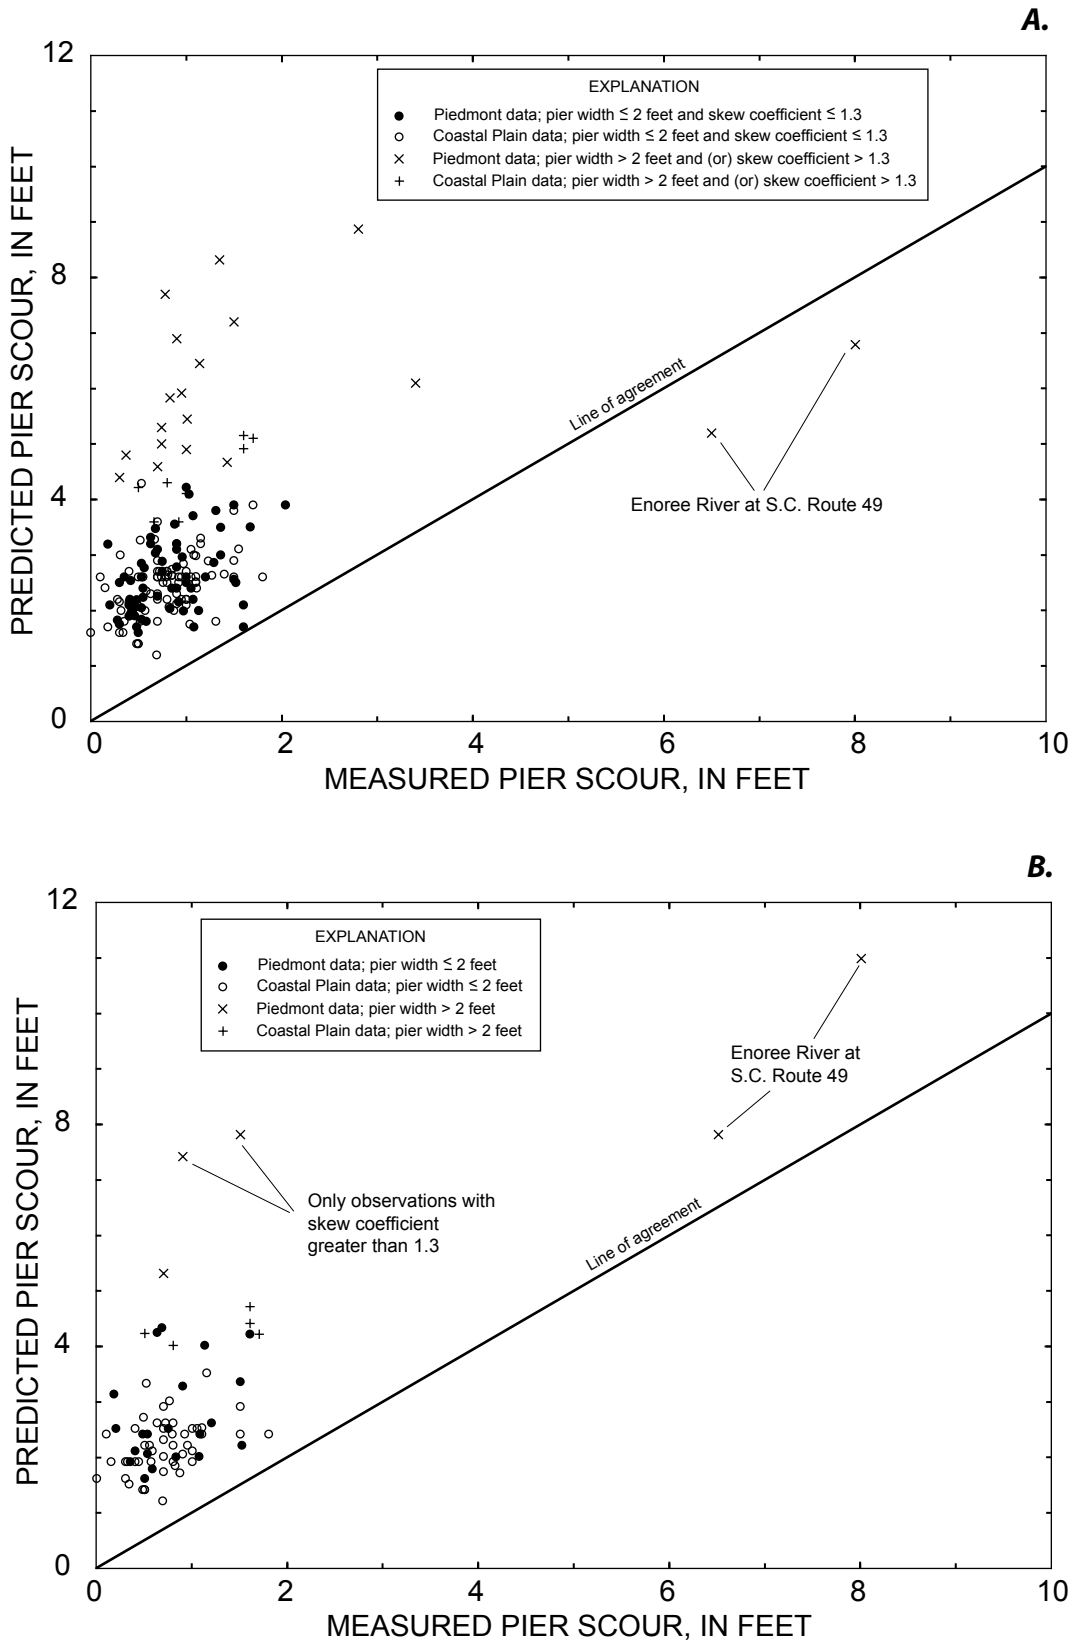 A.
12
EXPLANATION
Piedmont data; pier width ≤ 2 feet and skew coefficient ≤ 1.3
Coastal Plain data; pier width ≤ 2 feet and skew coefficient ≤ 1.3
Piedmont data; pier width > 2 feet and (or) skew coefficient > 1.3
Coastal Plain data; pier width > 2 feet and (or) skew coefficient > 1.3
8
PREDICTED PIER SCOUR, IN FEET
Line of agreement
4
Enoree River at S.C. Route 49
0
0 2 4 6 8 10
MEASURED PIER SCOUR, IN FEET
B.
12
EXPLANATION
Piedmont data; pier width ≤ 2 feet
Coastal Plain data; pier width ≤ 2 feet
Piedmont data; pier width > 2 feet
Coastal Plain data; pier width > 2 feet
Enoree River at
S.C. Route 49
8
PREDICTED PIER SCOUR, IN FEET
Only observations with
skew coefficient
greater than 1.3
Line of agreement
4
0
0 2 4 6 8 10
MEASURED PIER SCOUR, IN FEET